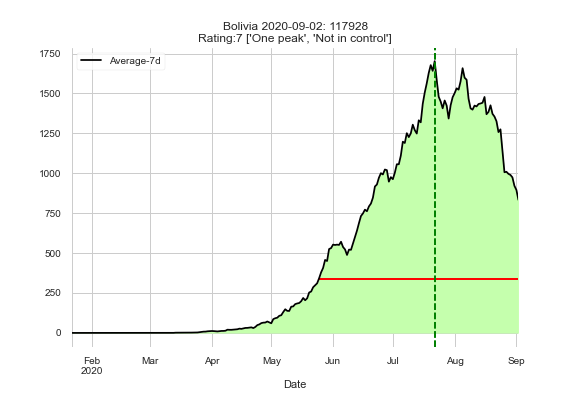 Bolivia 2020-09-02: 117928
Rating:7 ['One peak', 'Not in control']
Average-7d
1750
1500
1250
1000
750
500
250
0
Feb Mar Apr May Jun Jul Aug Sep
2020
Date